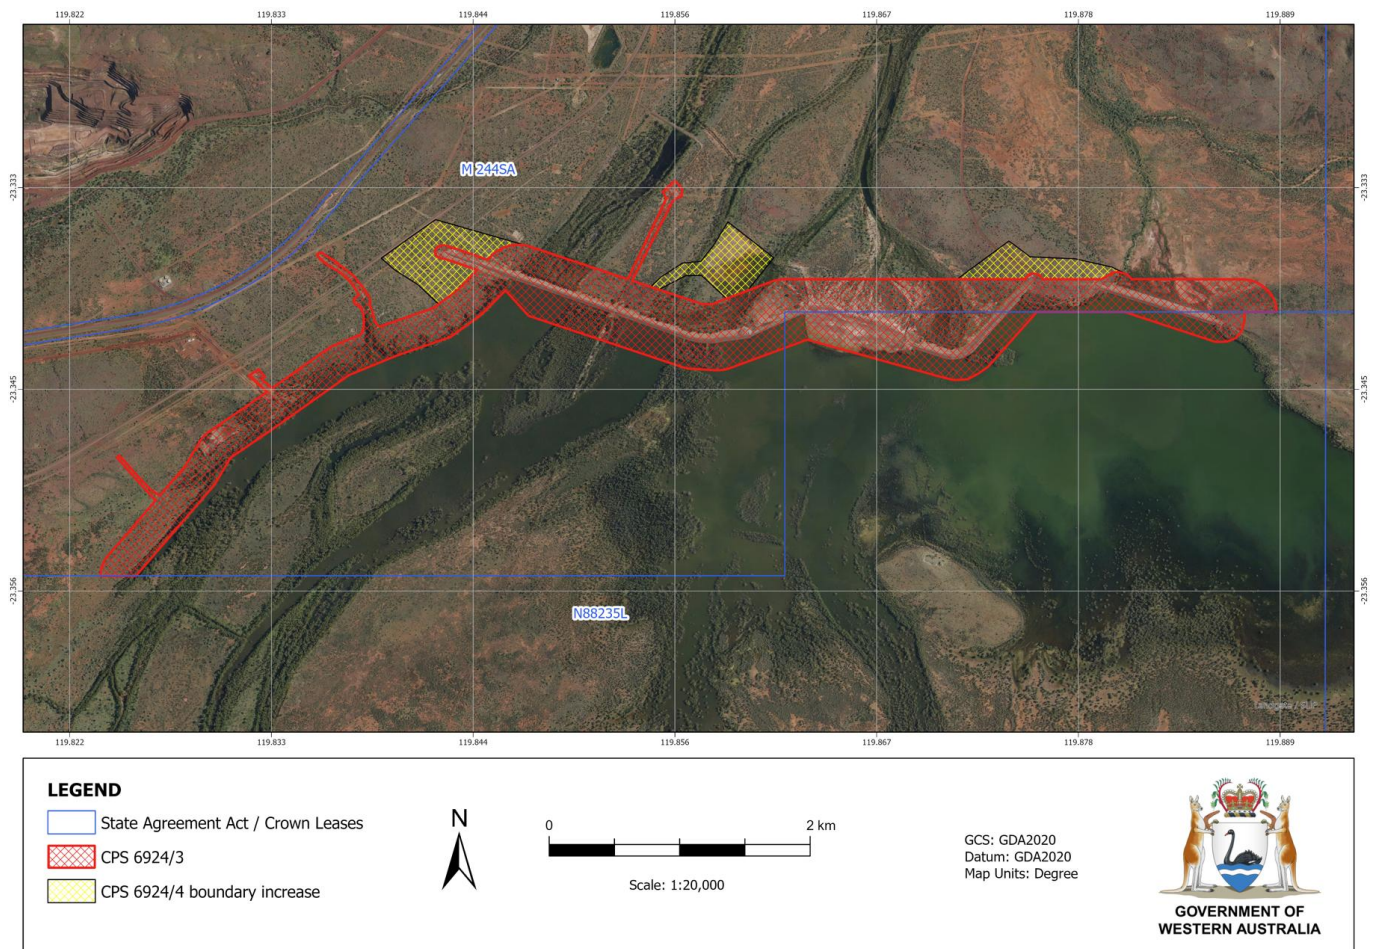 119.822 119.833 119.844 119.856 119.867 119.878 119.889
-23.333 -23.333
M 244SA
-23.345 -23.345
-23.356 -23.356
N88235L
Landgate / SLIP
119.822 119.833 119.844 119.856 119.867 119.878 119.889
LEGEND
State Agreement Act / Crown Leases
CPS 6924/3
CPS 6924/4 boundary increase
N
0 2 km
Scale: 1:20,000
GCS: GDA2020
Datum: GDA2020
Map Units: Degree
GOVERNMENT OF
WESTERN AUSTRALIA